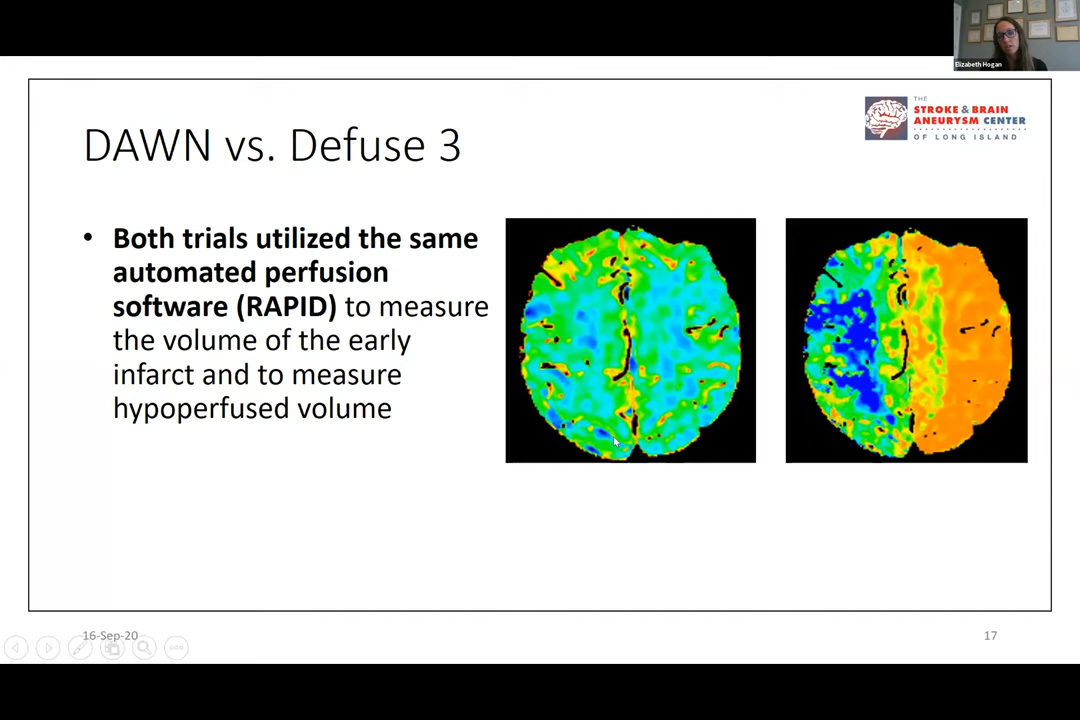 Elizabeth Hogan
THE
STROKE & BRAIN
ANEURYSM CENTER
OF LONG ISLAND
DAWN vs. Defuse 3
• Both trials utilized the same
automated perfusion
software (RAPID) to measure
the volume of the early
infarct and to measure
hypoperfused volume
16-Sep-20
17